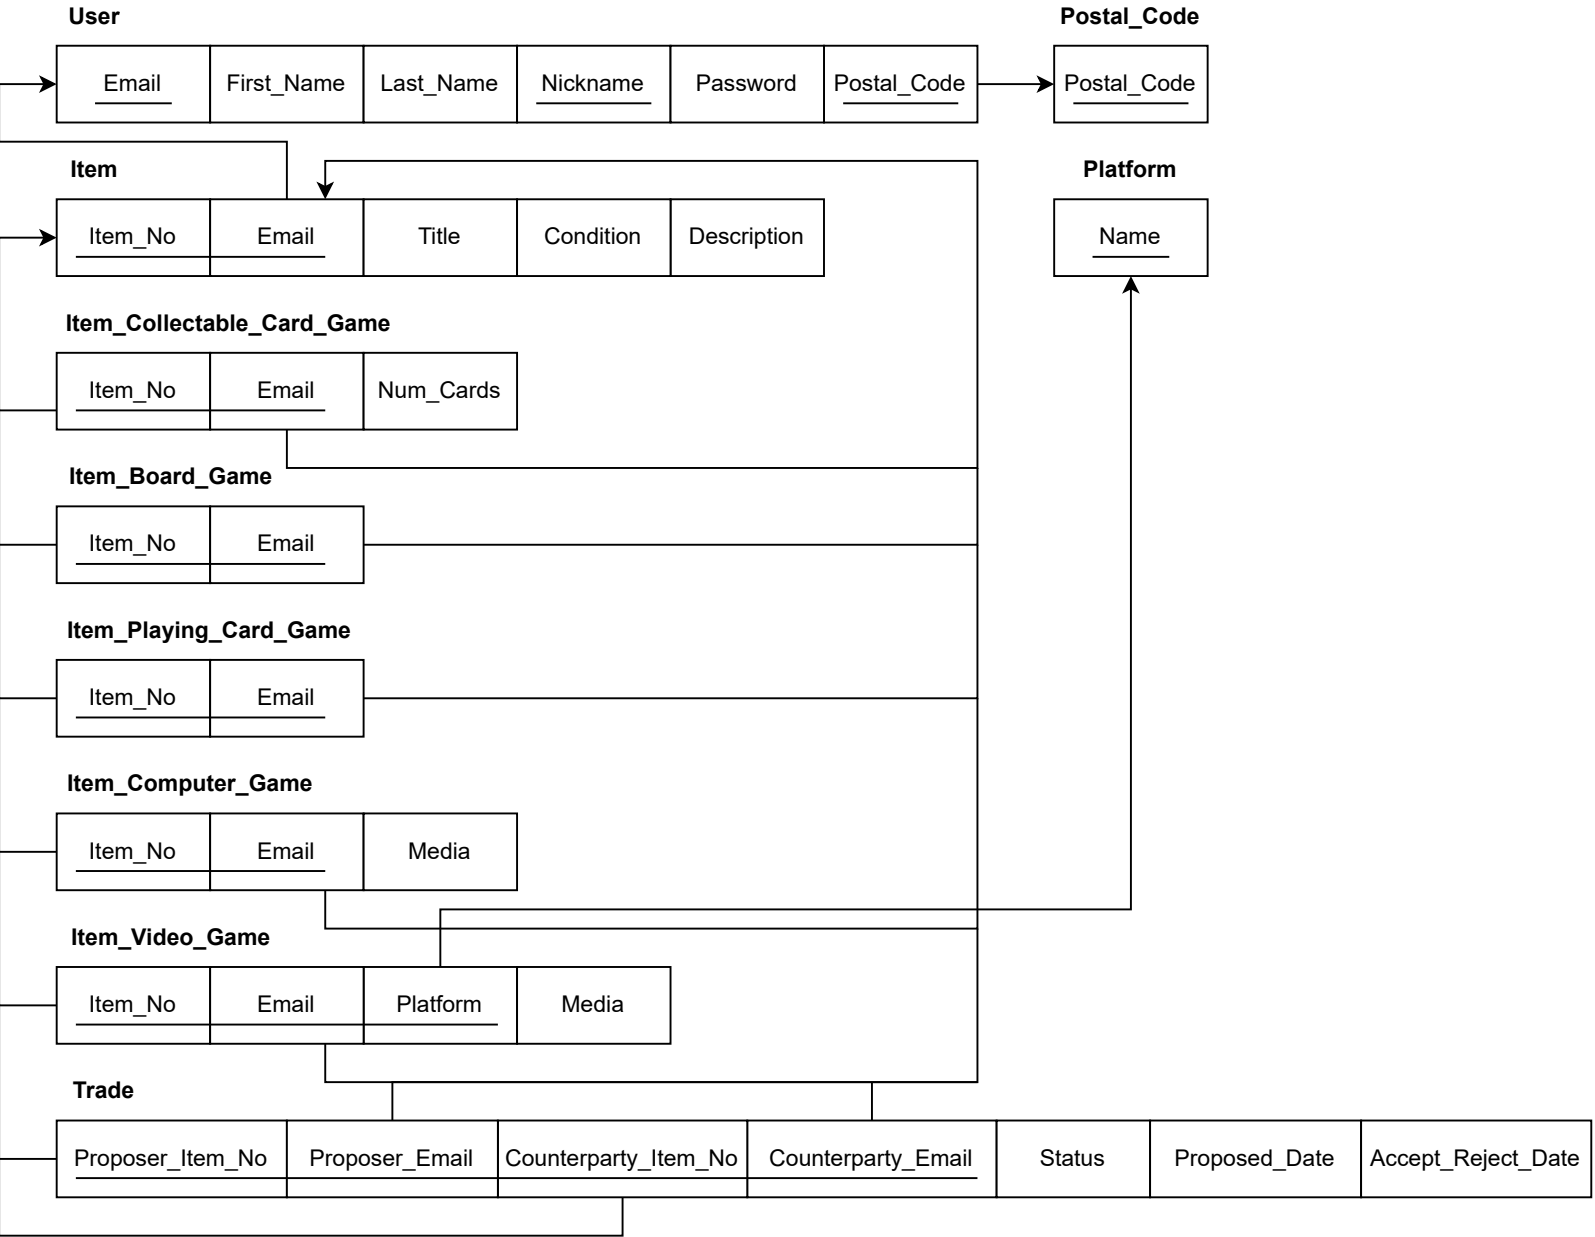 User
Postal_Code
Email First_Name Last_Name Nickname Password Postal_Code
Postal_Code
Item
Platform
Item_No Email Title Condition Description
Name
Item_Collectable_Card_Game
Item_No Email Num_Cards
Item_Board_Game
Item_No Email
Item_Playing_Card_Game
Item_No Email
Item_Computer_Game
Item_No Email Media
Item_Video_Game
Item_No Email Platform Media
Trade
Proposer_Item_No Proposer_Email Counterparty_Item_No Counterparty_Email Status Proposed_Date Accept_Reject_Date